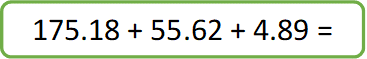 175.18 + 55.62 + 4.89 =